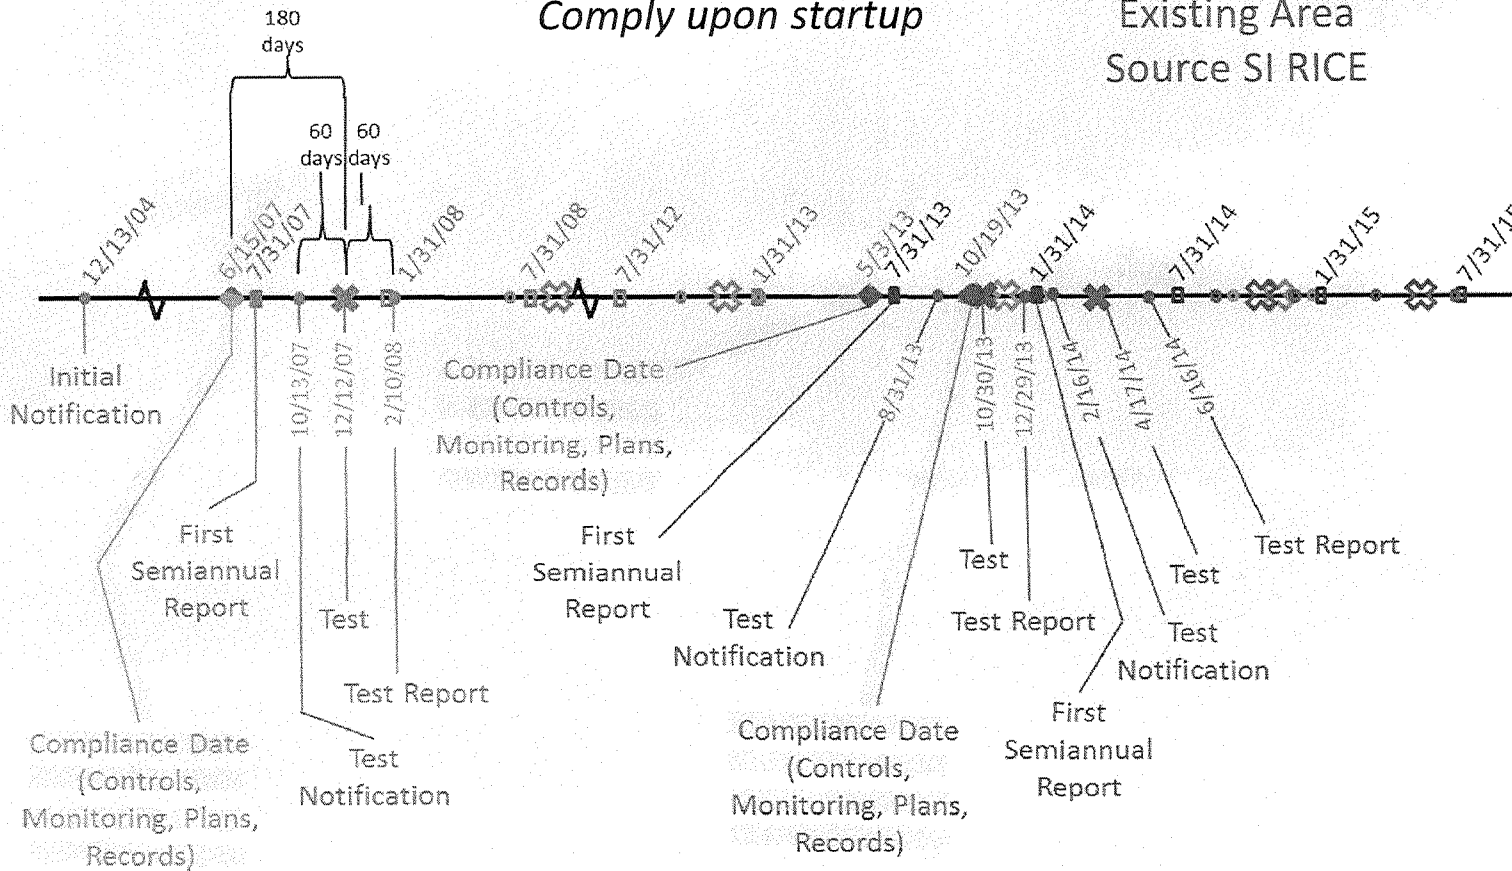 180
days
Comply upon startup
Existing Area
Source SI RICE
60
days
60
days
12/13/04
6/15/07
7/31/07
1/31/08
7/31/08
7/31/12
1/31/13
5/3/13
7/31/13
10/19/13
1/31/14
7/31/14
1/31/15
10/13/07
12/12/07
2/10/08
8/31/13
10/30/13
12/29/13
2/16/14
4/17/14
6/16/14
Initial
Notification
Compliance Date
(Controls,
Monitoring, Plans,
Records)
First
Semiannual
Report
Test
Test Report
Test
Notification
Compliance Date
(Controls,
Monitoring, Plans,
Records)
First
Semiannual
Report
Test
Notification
Compliance Date
(Controls,
Monitoring, Plans,
Records)
Test
Test Report
First
Semiannual
Report
Test
Notification
Test
Test Report